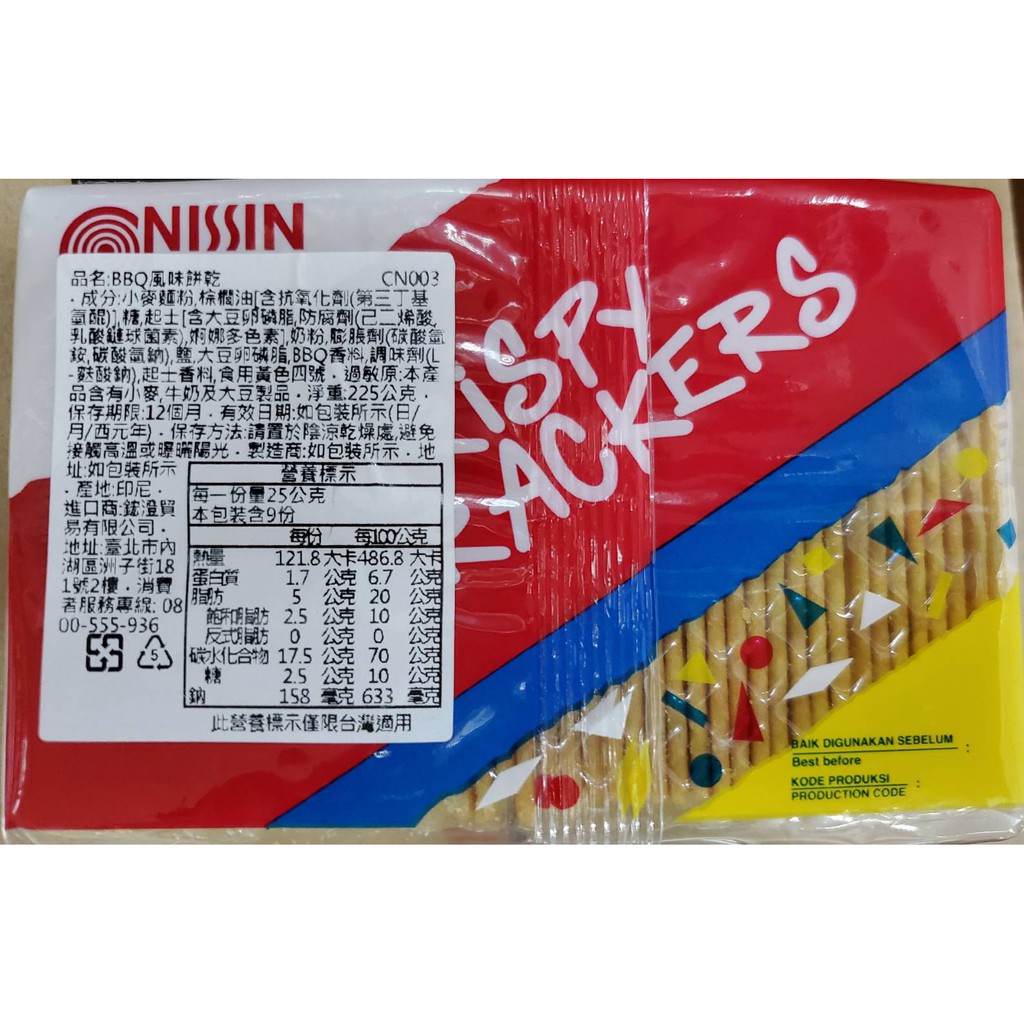 NISSIN
品名:BBQ風味餅乾 CN003
．成分:小麥麵粉,棕櫚油[含抗氧化劑(第三丁基
氫醌)],糖,起士[含大豆卵磷脂,防腐劑(己二烯酸,
乳酸鏈球菌素),婀娜多色素],奶粉,膨脹劑(碳酸氫
銨,碳酸氫鈉),鹽,大豆卵磷脂,BBQ香料,調味劑(L
-麩酸鈉),起士香料,食用黃色四號．過敏原:本產
品含有小麥,牛奶及大豆製品．淨重:225公克．
保存期限:12個月．有效日期:如包裝所示(日/
月/西元年)．保存方法:請置於陰涼乾燥處,避免
接觸高溫或曝曬陽光．製造商:如包裝所示．地
址:如包裝所示
．產地:印尼．
進口商:鋐澄貿
易有限公司．
地址:臺北市內
湖區洲子街18
1號2樓．消費
者服務專線: 08
00-555-936
5
營養標示
每一份量25公克
本包裝含9份
每份 每100公克
熱量 121.8 大卡 486.8 大卡
蛋白質 1.7 公克 6.7 公克
脂肪 5 公克 20 公克
飽和脂肪 2.5 公克 10 公克
反式脂肪 0 公克 0 公克
碳水化合物 17.5 公克 70 公克
糖 2.5 公克 10 公克
鈉 158 毫克 633 毫克
此營養標示僅限台灣適用
RISPY
RACKERS
BAIK DIGUNAKAN SEBELUM :
Best before
KODE PRODUKSI :
PRODUCTION CODE